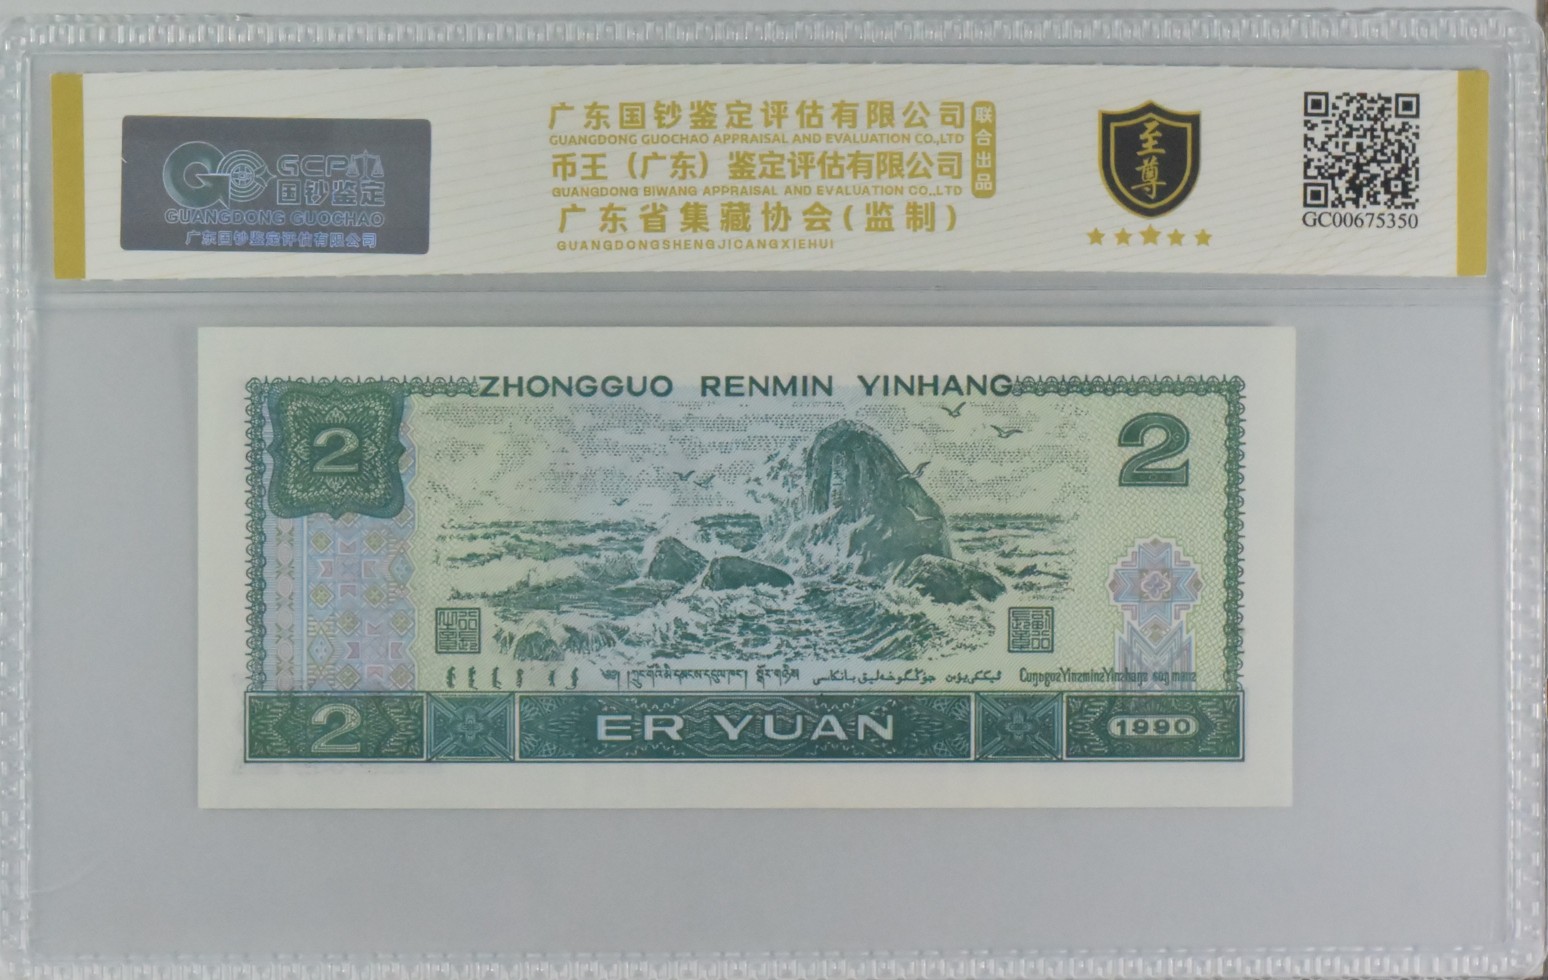 GCP
国钞鉴定
GUANGDONG GUOCHAO
广东国钞鉴定评估有限公司
广东国钞鉴定评估有限公司
GUANGDONG GUOCHAO APPRAISAL AND EVALUATION CO.,LTD
币王（广东）鉴定评估有限公司
GUANGDONG BIWANG APPRAISAL AND EVALUATION CO.,LTD
广东省集藏协会(监制)
GUANGDONGSHENGJICANGXIEHUI
联合出品
至尊
GC00675350
ZHONGGUO RENMIN YINHANG
2
2
2 ER YUAN 1990